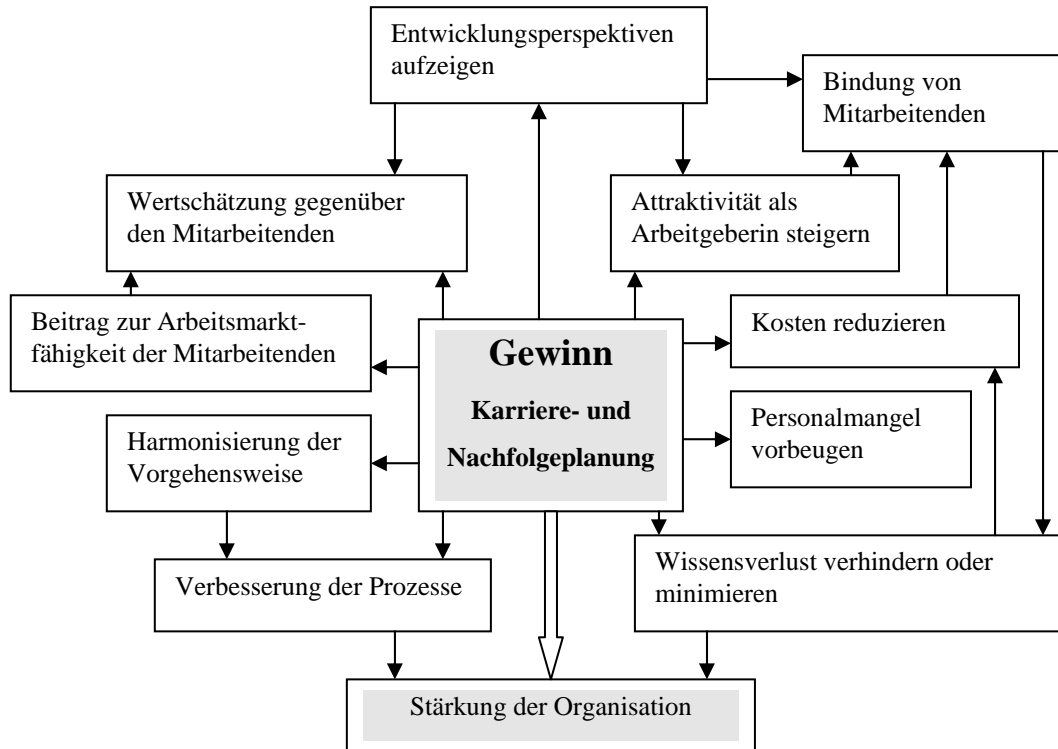 Entwicklungsperspektiven
aufzeigen
Bindung von
Mitarbeitenden
Wertschätzung gegenüber
den Mitarbeitenden
Attraktivität als
Arbeitgeberin steigern
Beitrag zur Arbeitsmarkt-
fähigkeit der Mitarbeitenden
Gewinn
Karriere- und
Nachfolgeplanung
Kosten reduzieren
Harmonisierung der
Vorgehensweise
Personalmangel
vorbeugen
Verbesserung der Prozesse
Wissensverlust verhindern oder
minimieren
Stärkung der Organisation